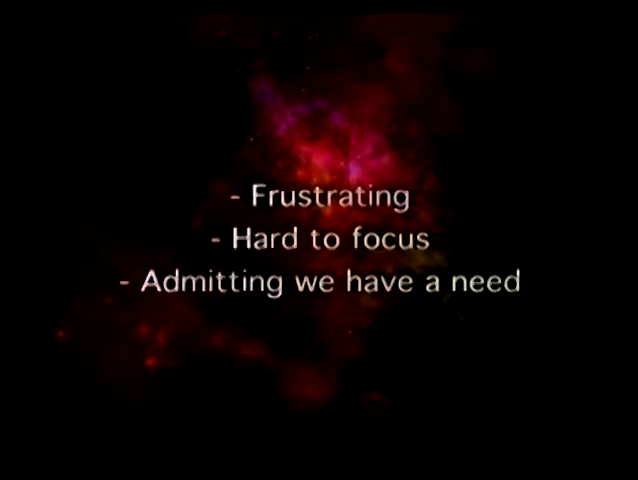 - Frustrating
- Hard to focus
- Admitting we have a need